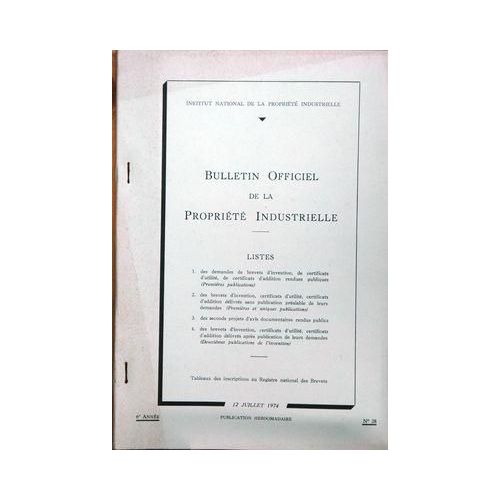 INSTITUT NATIONAL DE LA PROPRIÉTÉ INDUSTRIELLE
BULLETIN OFFICIEL
DE LA
PROPRIÉTÉ INDUSTRIELLE
LISTES
1. des demandes de brevets d'invention, de certificats
d'utilité, de certificats d'addition rendues publiques
(Premières publications)
2. des brevets d'invention, certificats d'utilité, certificats
d'addition délivrés sans publication préalable de leurs
demandes (Premières et uniques publications)
3. des seconds projets d'avis documentaires rendus publics
4. des brevets d'invention, certificats d'utilité, certificats
d'addition délivrés après publication de leurs demandes
(Deuxièmes publications de l'invention)
Tableaux des inscriptions au Registre national des Brevets
12 JUILLET 1974
6e ANNÉE
PUBLICATION HEBDOMADAIRE
No 28